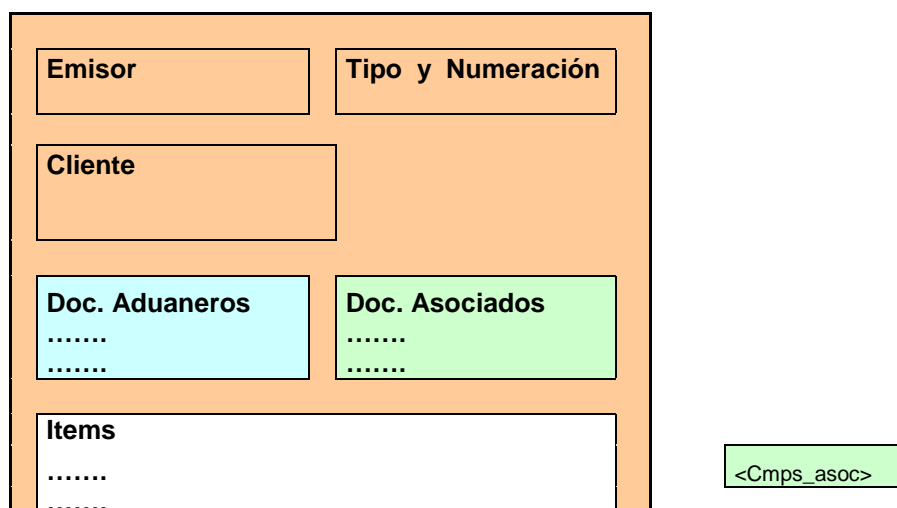 Emisor
Tipo y Numeración
Cliente
Doc. Aduaneros
…….
…….
Doc. Asociados
…….
…….
Items
…….
…….
<Cmps_asoc>